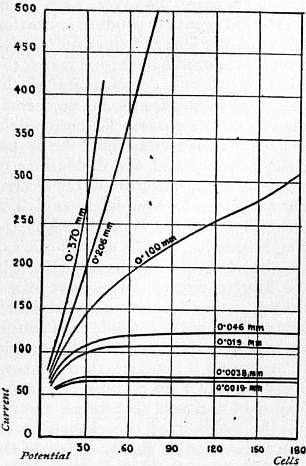 500
450
400
350
300
250
200
150
100
50
0
Current
0·370 mm
0·206 mm
0·100 mm
0·046 mm
0·019 mm
0·0038 mm
0·0019 mm
30 60 90 120 150 180
Potential Cells